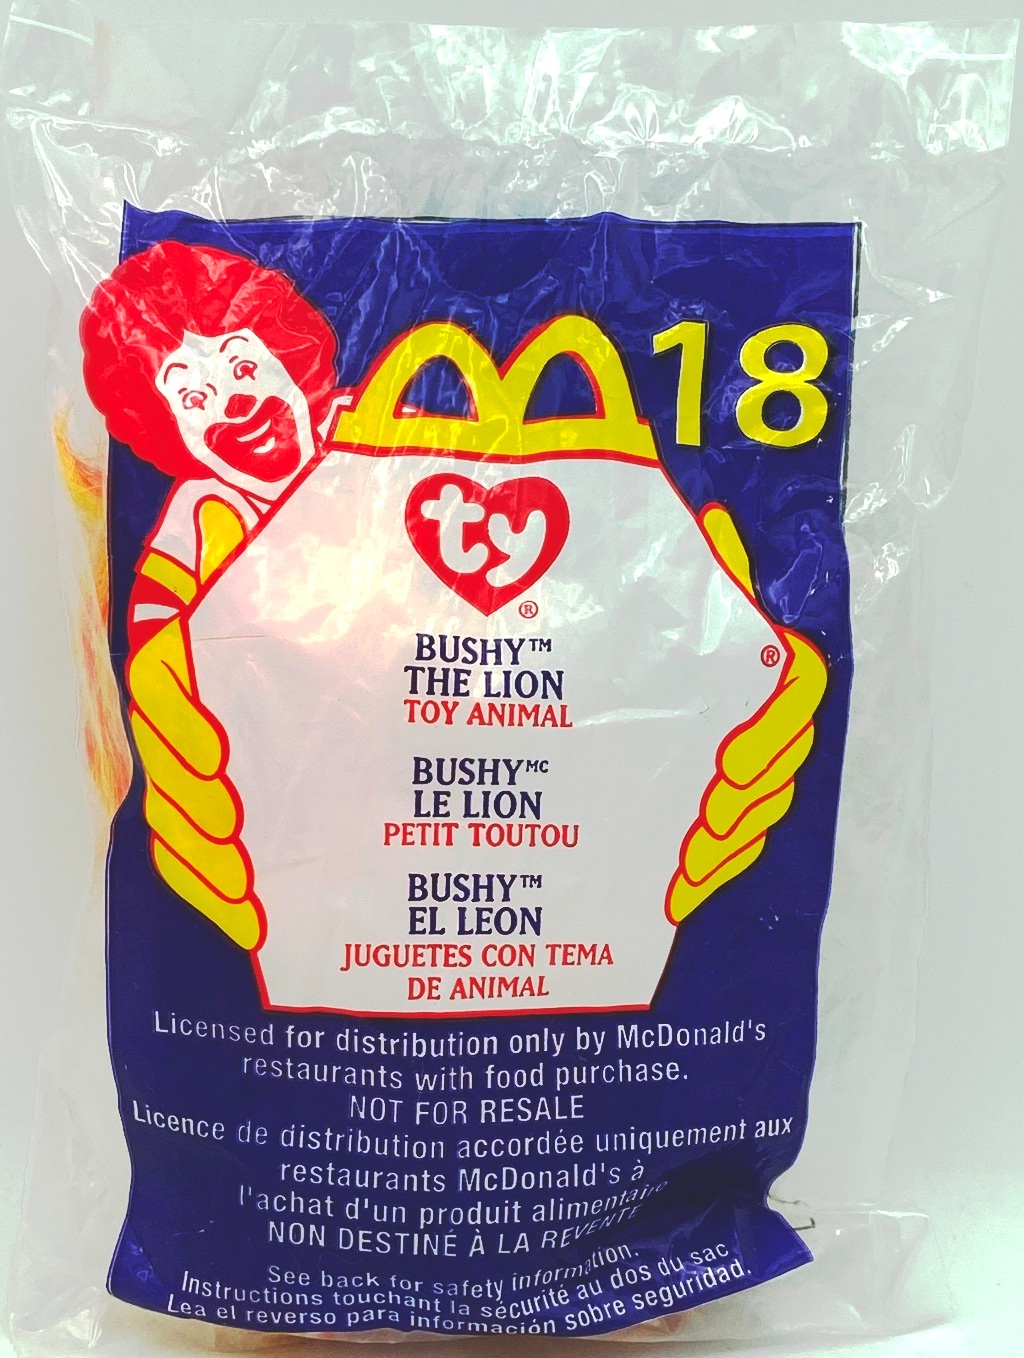 18
ty®
BUSHY™
THE LION
TOY ANIMAL
®
BUSHYMC
LE LION
PETIT TOUTOU
BUSHY™
EL LEON
JUGUETES CON TEMA
DE ANIMAL
Licensed for distribution only by McDonald's
restaurants with food purchase.
NOT FOR RESALE
Licence de distribution accordée uniquement aux
restaurants McDonald's à
l'achat d'un produit alimentaire
NON DESTINÉ À LA REVENTE
See back for safety information.
Instructions touchant la sécurité au dos du sac
Lea el reverso para información sobre seguridad.